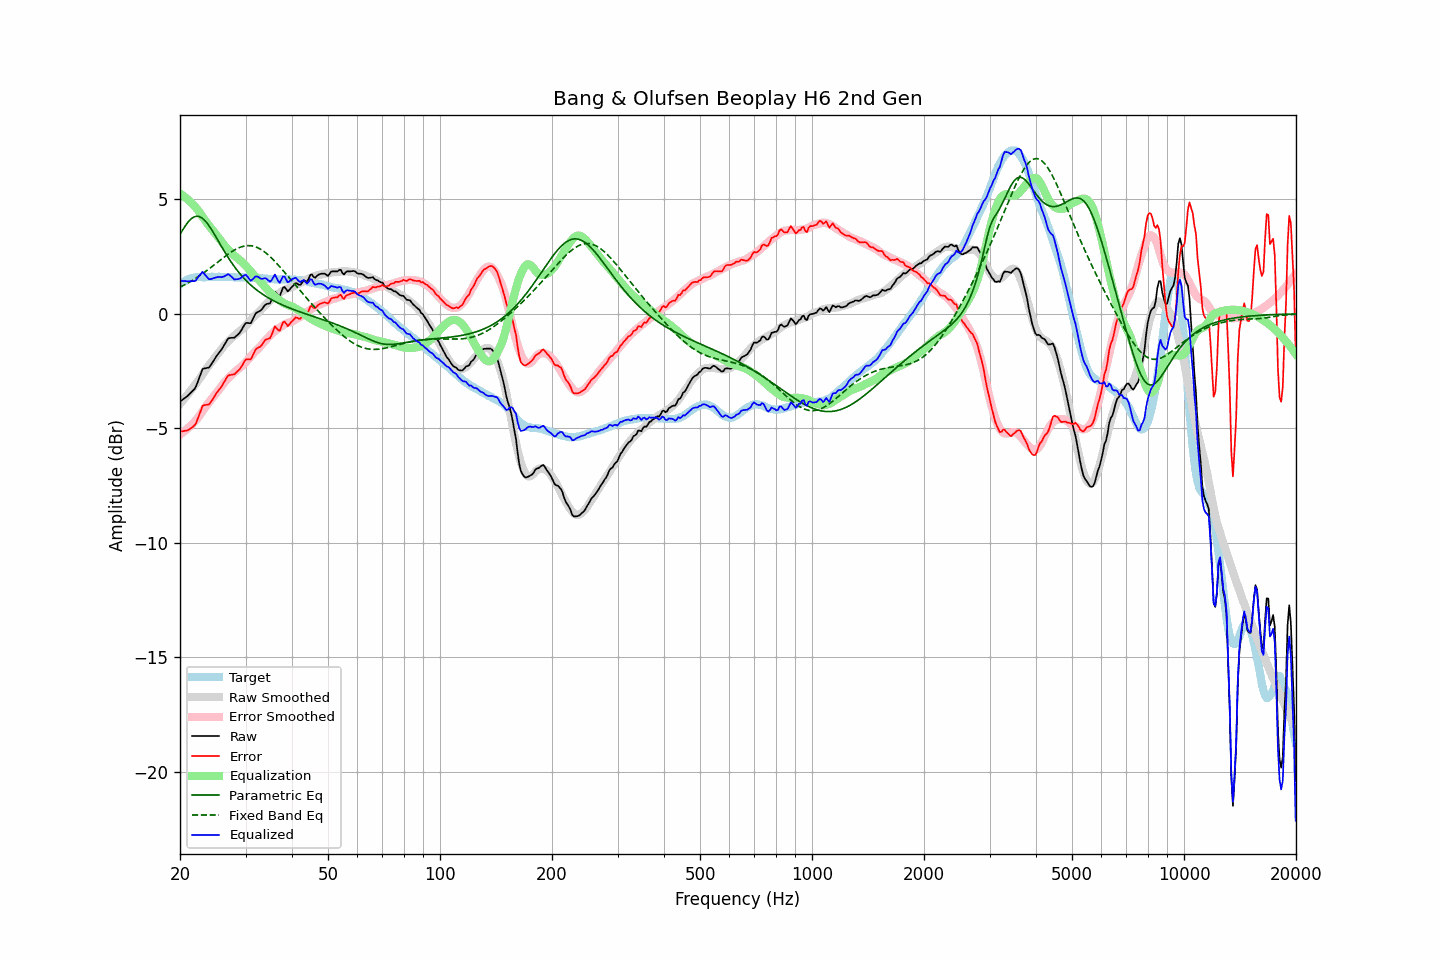 Bang & Olufsen Beoplay H6 2nd Gen
5
0
−5
−10
−15
−20
Amplitude (dBr)
Target
Raw Smoothed
Error Smoothed
Raw
Error
Equalization
Parametric Eq
Fixed Band Eq
Equalized
20 50 100 200 500 1000 2000 5000 10000 20000
Frequency (Hz)